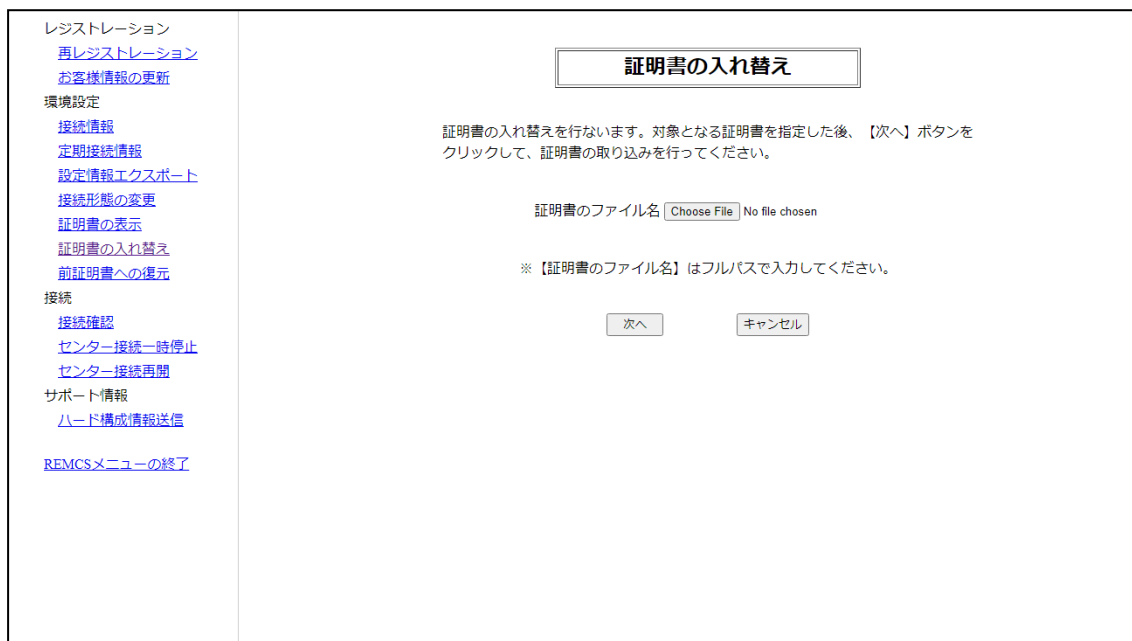 レジストレーション
再レジストレーション
お客様情報の更新
環境設定
接続情報
定期接続情報
設定情報エクスポート
接続形態の変更
証明書の表示
証明書の入れ替え
前証明書への復元
接続
接続確認
センター接続一時停止
センター接続再開
サポート情報
ハード構成情報送信
REMCSメニューの終了
証明書の入れ替え
証明書の入れ替えを行ないます。対象となる証明書を指定した後、【次へ】ボタンを
クリックして、証明書の取り込みを行ってください。
証明書のファイル名 Choose File No file chosen
※【証明書のファイル名】はフルパスで入力してください。
次へ キャンセル